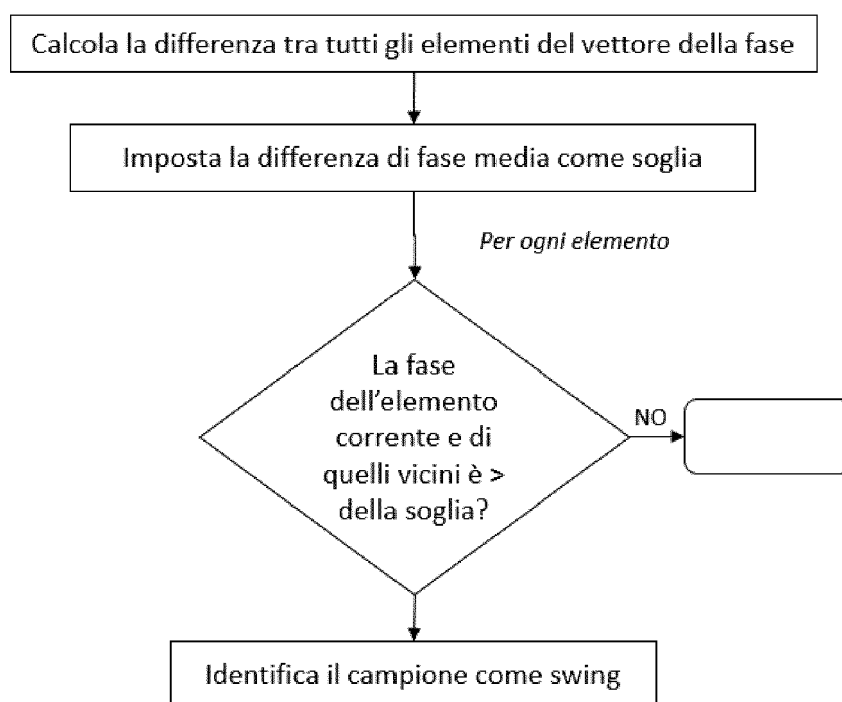 Calcola la differenza tra tutti gli elementi del vettore della fase
Imposta la differenza di fase media come soglia
Per ogni elemento
La fase
dell'elemento
corrente e di
quelli vicini è >
della soglia?
NO
Identifica il campione come swing